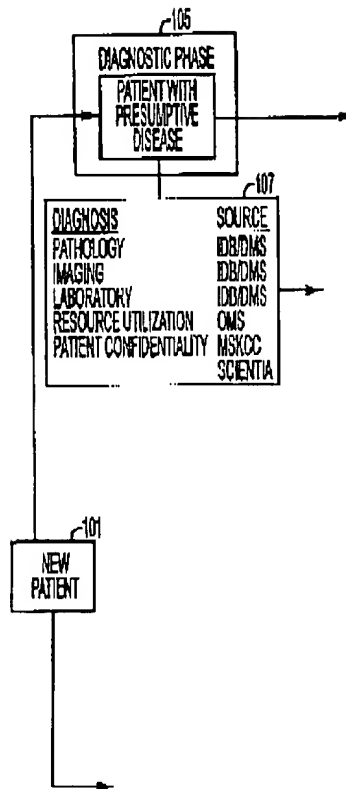 105
DIAGNOSTIC PHASE
PATIENT WITH
PRESUMPTIVE
DISEASE
107
DIAGNOSIS SOURCE
PATHOLOGY IDB/DMS
IMAGING IDB/DMS
LABORATORY IDB/DMS
RESOURCE UTILIZATION OMS
PATIENT CONFIDENTIALITY MSKCC
SCIENTIA
101
NEW
PATIENT